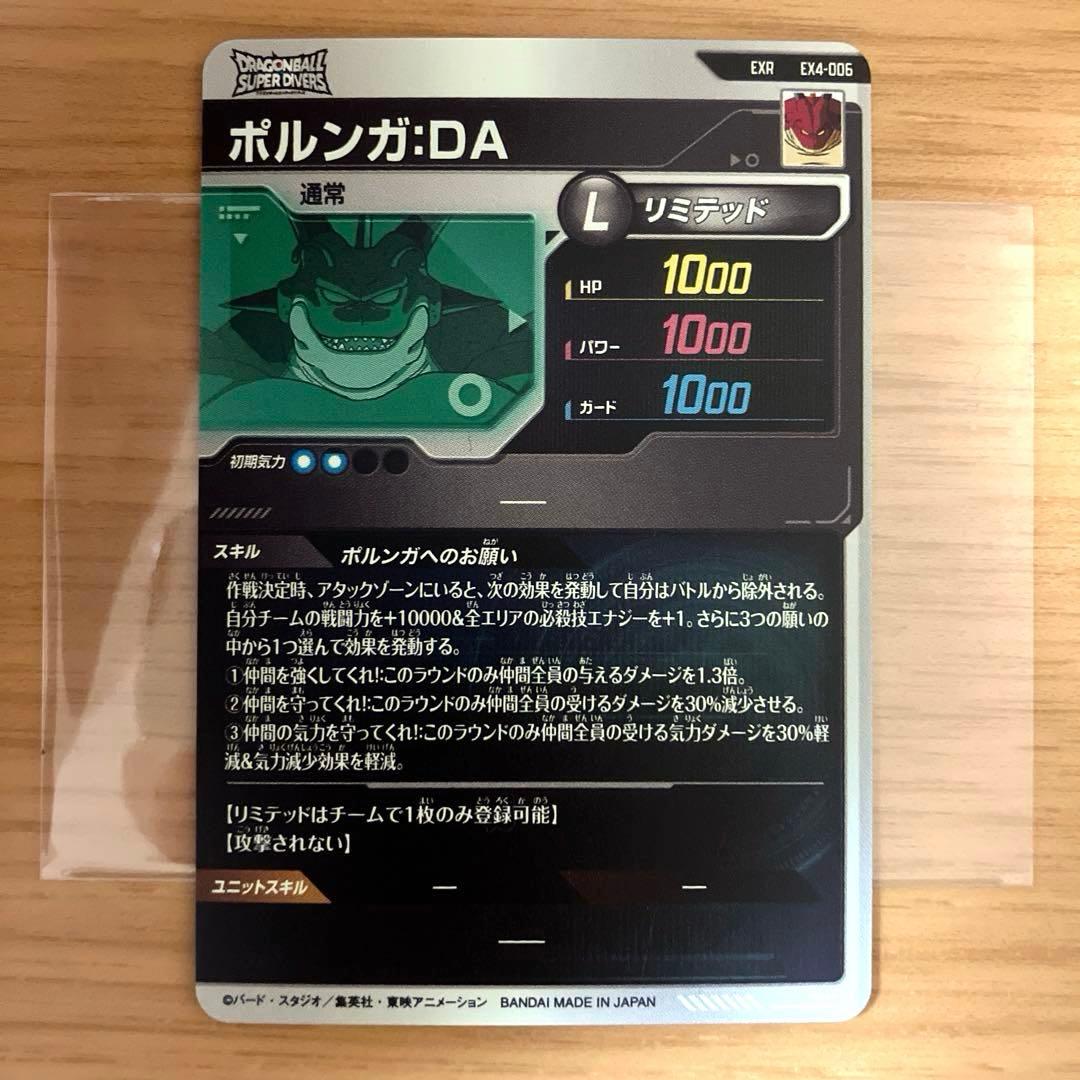 DRAGONBALL
SUPER DIVERS
EXR EX4-006
ポルンガ:DA
通常
L リミテッド
HP 1000
パワー 1000
ガード 1000
初期気力
スキル ポルンガへのお願い
作戦決定時、アタックゾーンにいると、次の効果を発動して自分はバトルから除外される。
自分チームの戦闘力を+10000&全エリアの必殺技エナジーを+1。さらに3つの願いの
中から1つ選んで効果を発動する。
①仲間を強くしてくれ!:このラウンドのみ仲間全員の与えるダメージを1.3倍。
②仲間を守ってくれ!:このラウンドのみ仲間全員の受けるダメージを30%減少させる。
③仲間の気力を守ってくれ!:このラウンドのみ仲間全員の受ける気力ダメージを30%軽
減&気力減少効果を軽減。
【リミテッドはチームで1枚のみ登録可能】
【攻撃されない】
ユニットスキル
©バード・スタジオ/集英社・東映アニメーション BANDAI MADE IN JAPAN